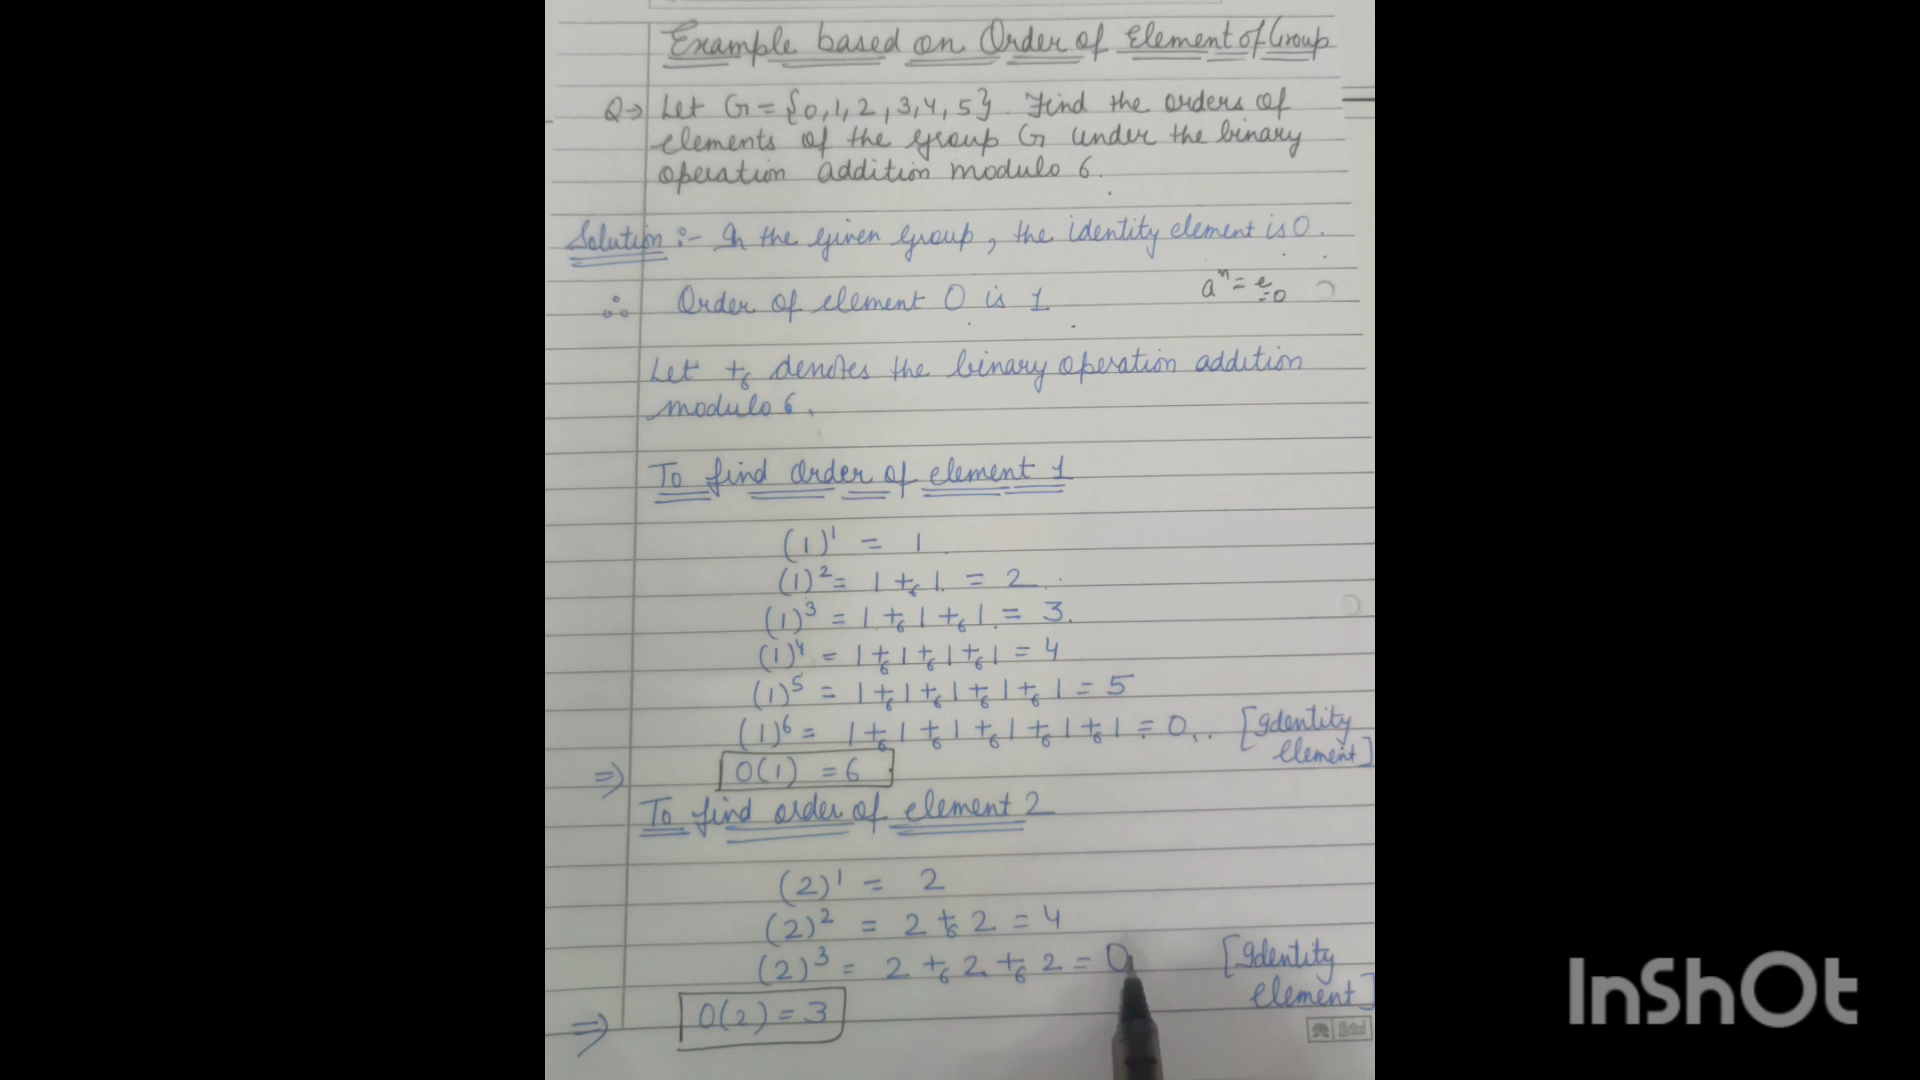 Example based on Order of Element of Group
Q→ Let G = {0,1,2,3,4,5}. Find the orders of
elements of the group G under the binary
operation addition modulo 6.
Solution :- In the given group, the identity element is 0.
∴ Order of element 0 is 1
aⁿ = e
= 0
Let +₆ denotes the binary operation addition
modulo 6.
To find order of element 1
(1)¹ = 1
(1)² = 1 +₆ 1 = 2
(1)³ = 1 +₆ 1 +₆ 1 = 3.
(1)⁴ = 1 +₆ 1 +₆ 1 +₆ 1 = 4
(1)⁵ = 1 +₆ 1 +₆ 1 +₆ 1 +₆ 1 = 5
(1)⁶ = 1 +₆ 1 +₆ 1 +₆ 1 +₆ 1 +₆ 1 = 0 .. [Identity
element]
⇒ O(1) = 6
To find order of element 2
(2)¹ = 2
(2)² = 2 +₆ 2 = 4
(2)³ = 2 +₆ 2 +₆ 2 = 0 [Identity
element]
⇒ O(2) = 3
InShOt